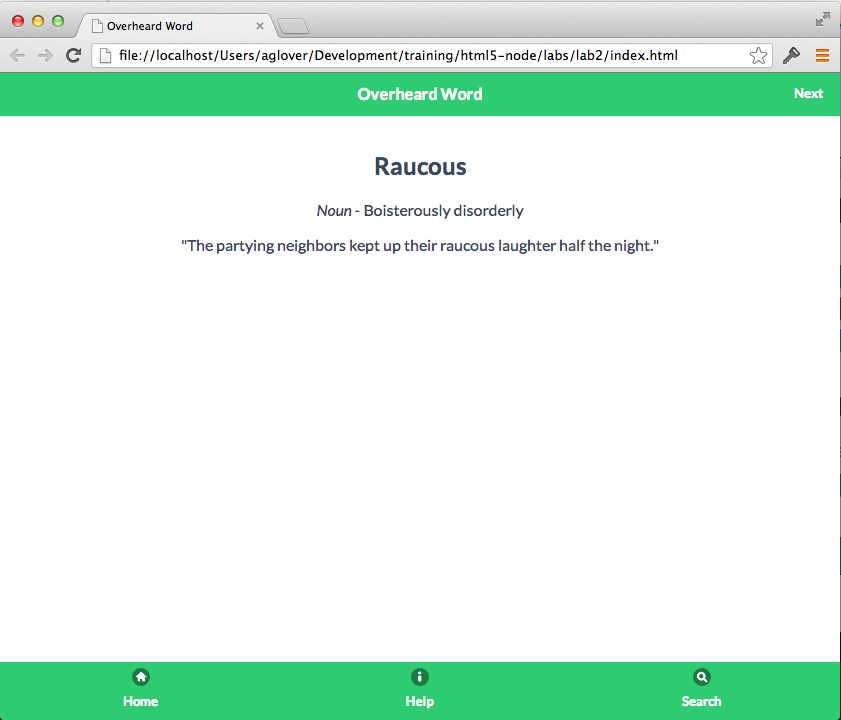 Overheard Word
file://localhost/Users/aglover/Development/training/html5-node/labs/lab2/index.html
Overheard Word
Next
Raucous
Noun - Boisterously disorderly
"The partying neighbors kept up their raucous laughter half the night."
Home
Help
Search